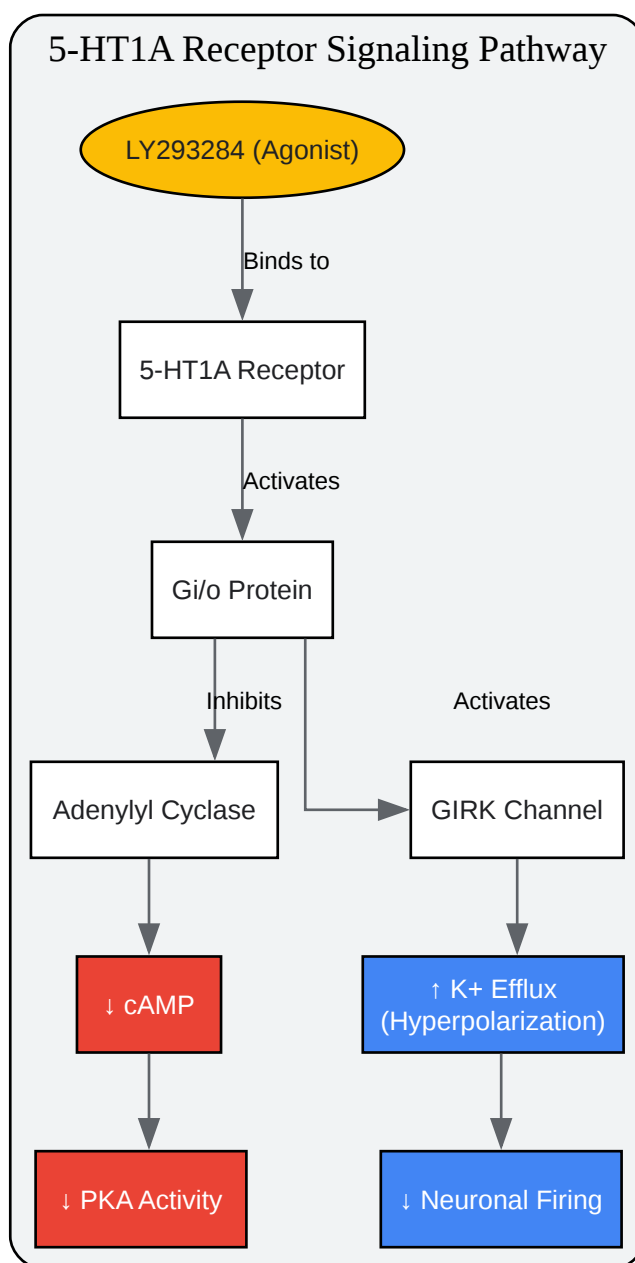 5-HT1A Receptor Signaling Pathway
LY293284 (Agonist)
Binds to
5-HT1A Receptor
Activates
Gi/o Protein
Inhibits
Activates
Adenylyl Cyclase
GIRK Channel
↓ cAMP
↑ K+ Efflux
(Hyperpolarization)
↓ PKA Activity
↓ Neuronal Firing